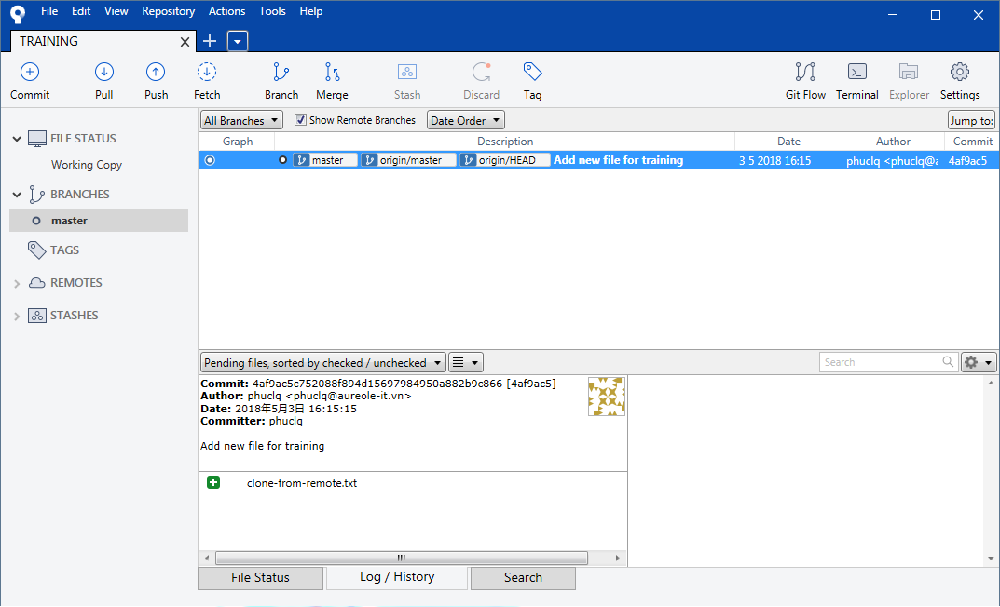 File Edit View Repository Actions Tools Help
TRAINING
Commit Pull Push Fetch Branch Merge Stash Discard Tag Git Flow Terminal Explorer Settings
All Branches Show Remote Branches Date Order Jump to:
Graph Description Date Author Commit
master origin/master origin/HEAD Add new file for training 3 5 2018 16:15 phuclq <phuclq@a 4af9ac5
FILE STATUS
Working Copy
BRANCHES
master
TAGS
REMOTES
STASHES
Pending files, sorted by checked / unchecked Search
Commit: 4af9ac5c752088f894d15697984950a882b9c866 [4af9ac5]
Author: phuclq <phuclq@aureole-it.vn>
Date: 2018年5月3日 16:15:15
Committer: phuclq
Add new file for training
clone-from-remote.txt
File Status Log / History Search